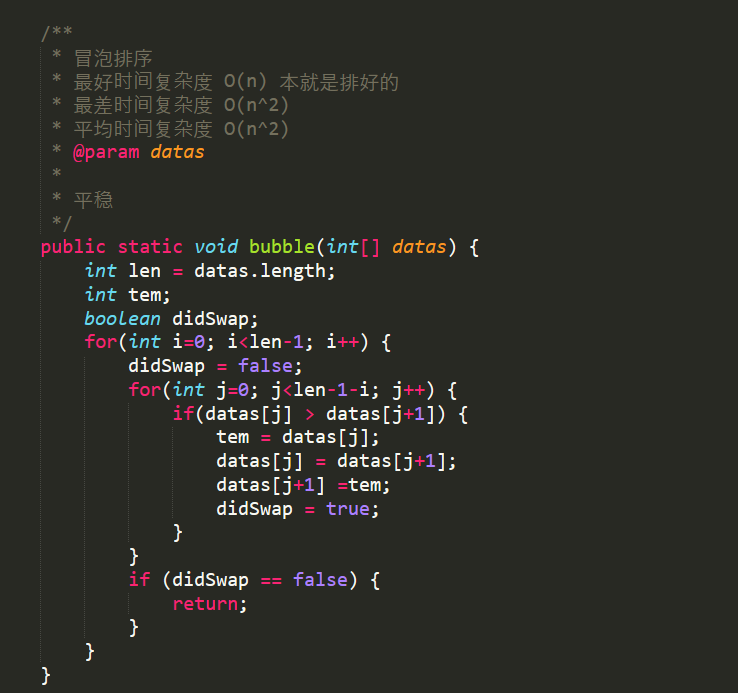 /**
 * 冒泡排序
 * 最好时间复杂度 O(n) 本就是排好的
 * 最差时间复杂度 O(n^2)
 * 平均时间复杂度 O(n^2)
 * @param datas
 *
 * 平稳
 */
public static void bubble(int[] datas) {
    int len = datas.length;
    int tem;
    boolean didSwap;
    for(int i=0; i<len-1; i++) {
        didSwap = false;
        for(int j=0; j<len-1-i; j++) {
            if(datas[j] > datas[j+1]) {
                tem = datas[j];
                datas[j] = datas[j+1];
                datas[j+1] =tem;
                didSwap = true;
            }
        }
        if (didSwap == false) {
            return;
        }
    }
}